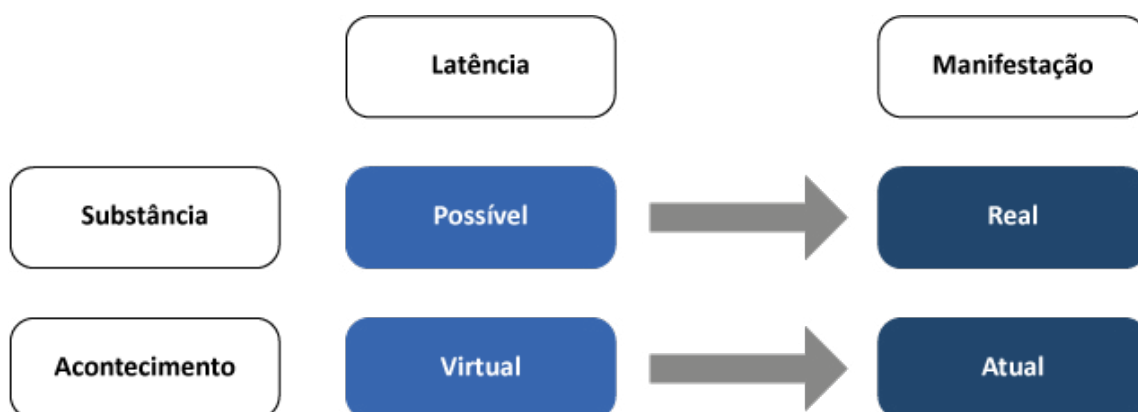 Latência
Manifestação
Substância
Possível
Real
Acontecimento
Virtual
Atual